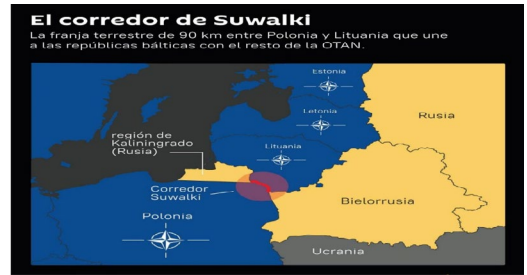 El corredor de Suwalki
La franja terrestre de 90 km entre Polonia y Lituania que une
a las repúblicas bálticas con el resto de la OTAN.
Estonia
Letonia
Rusia
región de
Kaliningrado
(Rusia)
Lituania
Corredor
Suwalki
Bielorrusia
Polonia
Ucrania